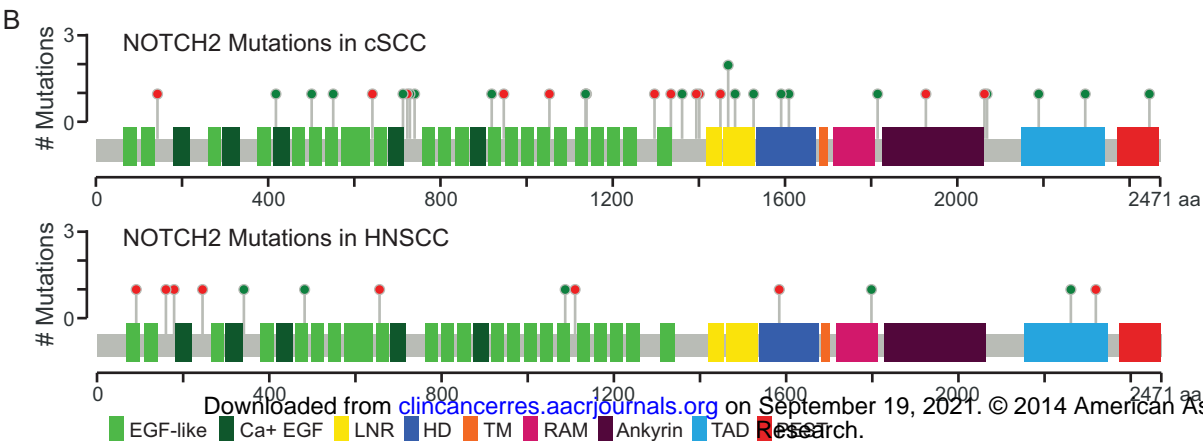 B
NOTCH2 Mutations in cSCC
# Mutations
3
0
0 400 800 1200 1600 2000 2471 aa
NOTCH2 Mutations in HNSCC
# Mutations
3
0
0 400 800 1200 1600 2000 2471 aa
Downloaded from clincancerres.aacrjournals.org on September 19, 2021. © 2014 American As
EGF-like Ca+ EGF LNR HD TM RAM Ankyrin TAD
Research.